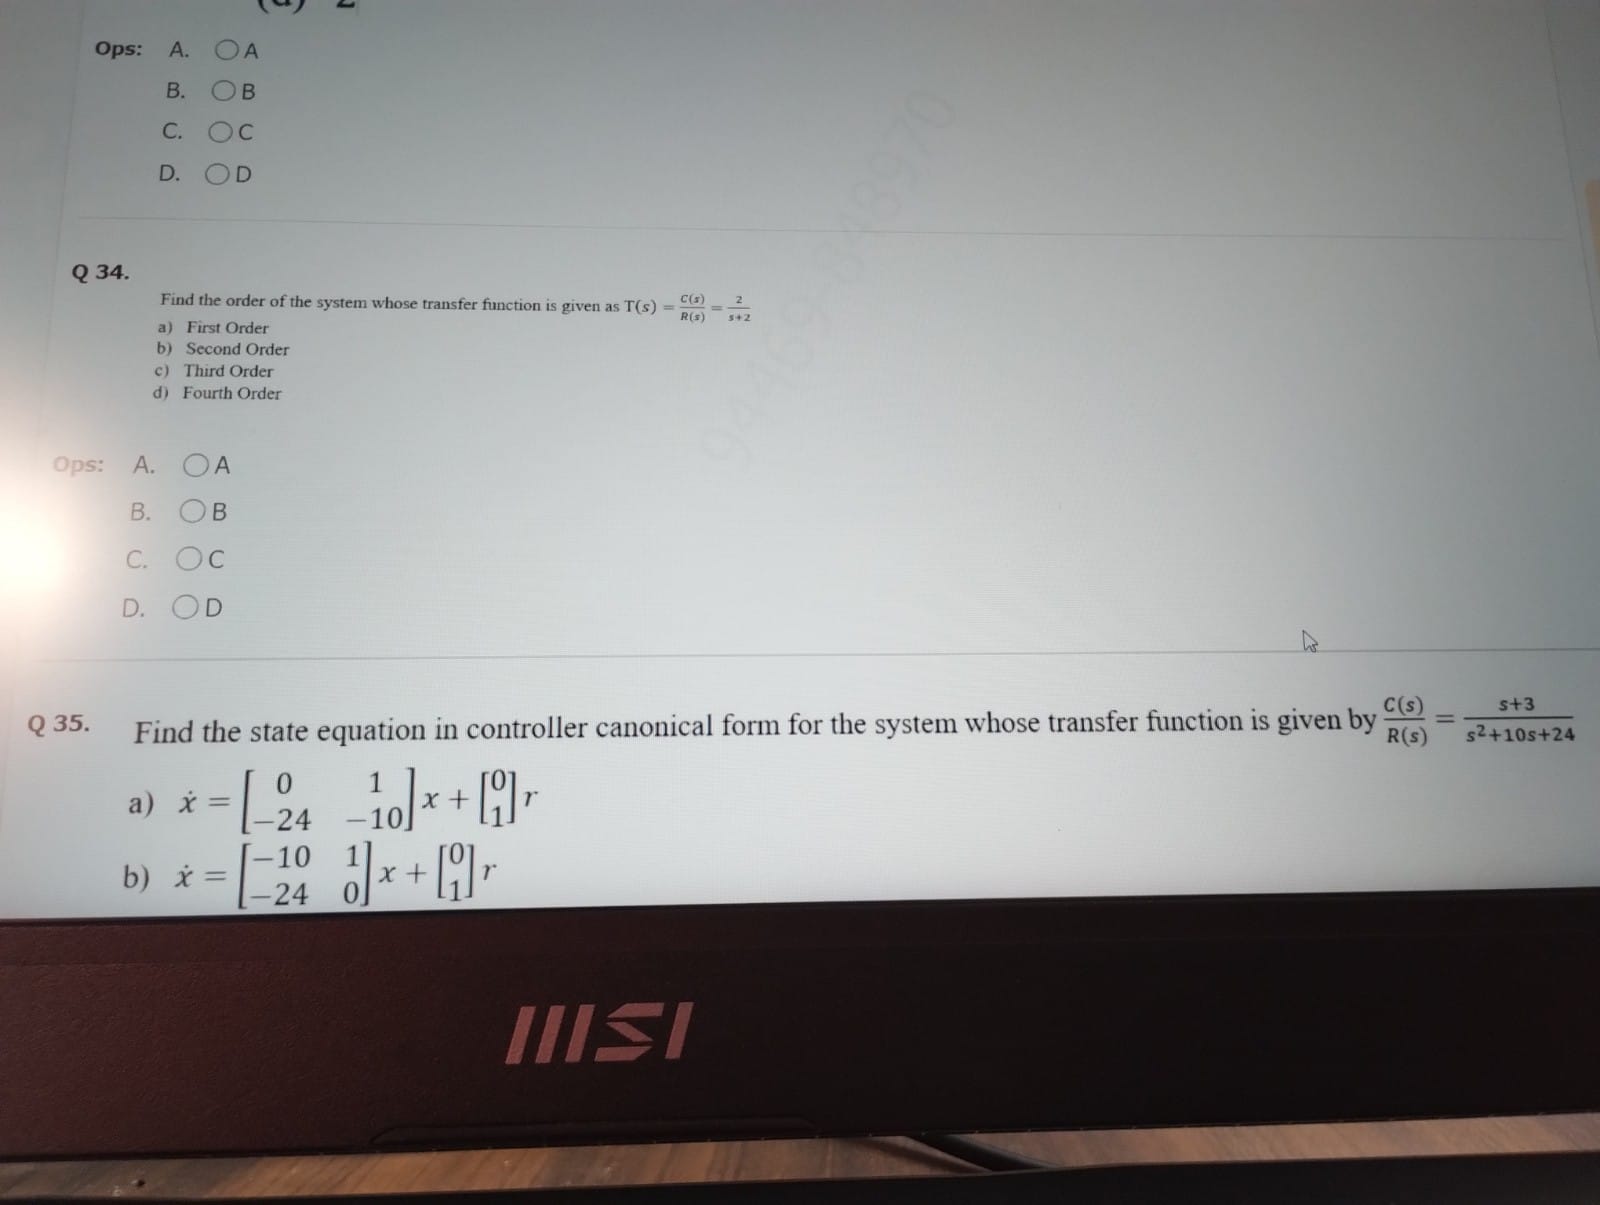 (d) 2
Ops: A. A
B. B
C. C
D. D
Q 34.
Find the order of the system whose transfer function is given as T(s) = C(s)/R(s) = 2/s+2
a) First Order
b) Second Order
c) Third Order
d) Fourth Order
Ops: A. A
B. B
C. C
D. D
Q 35. Find the state equation in controller canonical form for the system whose transfer function is given by C(s)/R(s) = s+3/s²+10s+24
a) ẋ = [0 1; −24 −10] x + [0; 1] r
b) ẋ = [−10 1; −24 0] x + [0; 1] r
msi